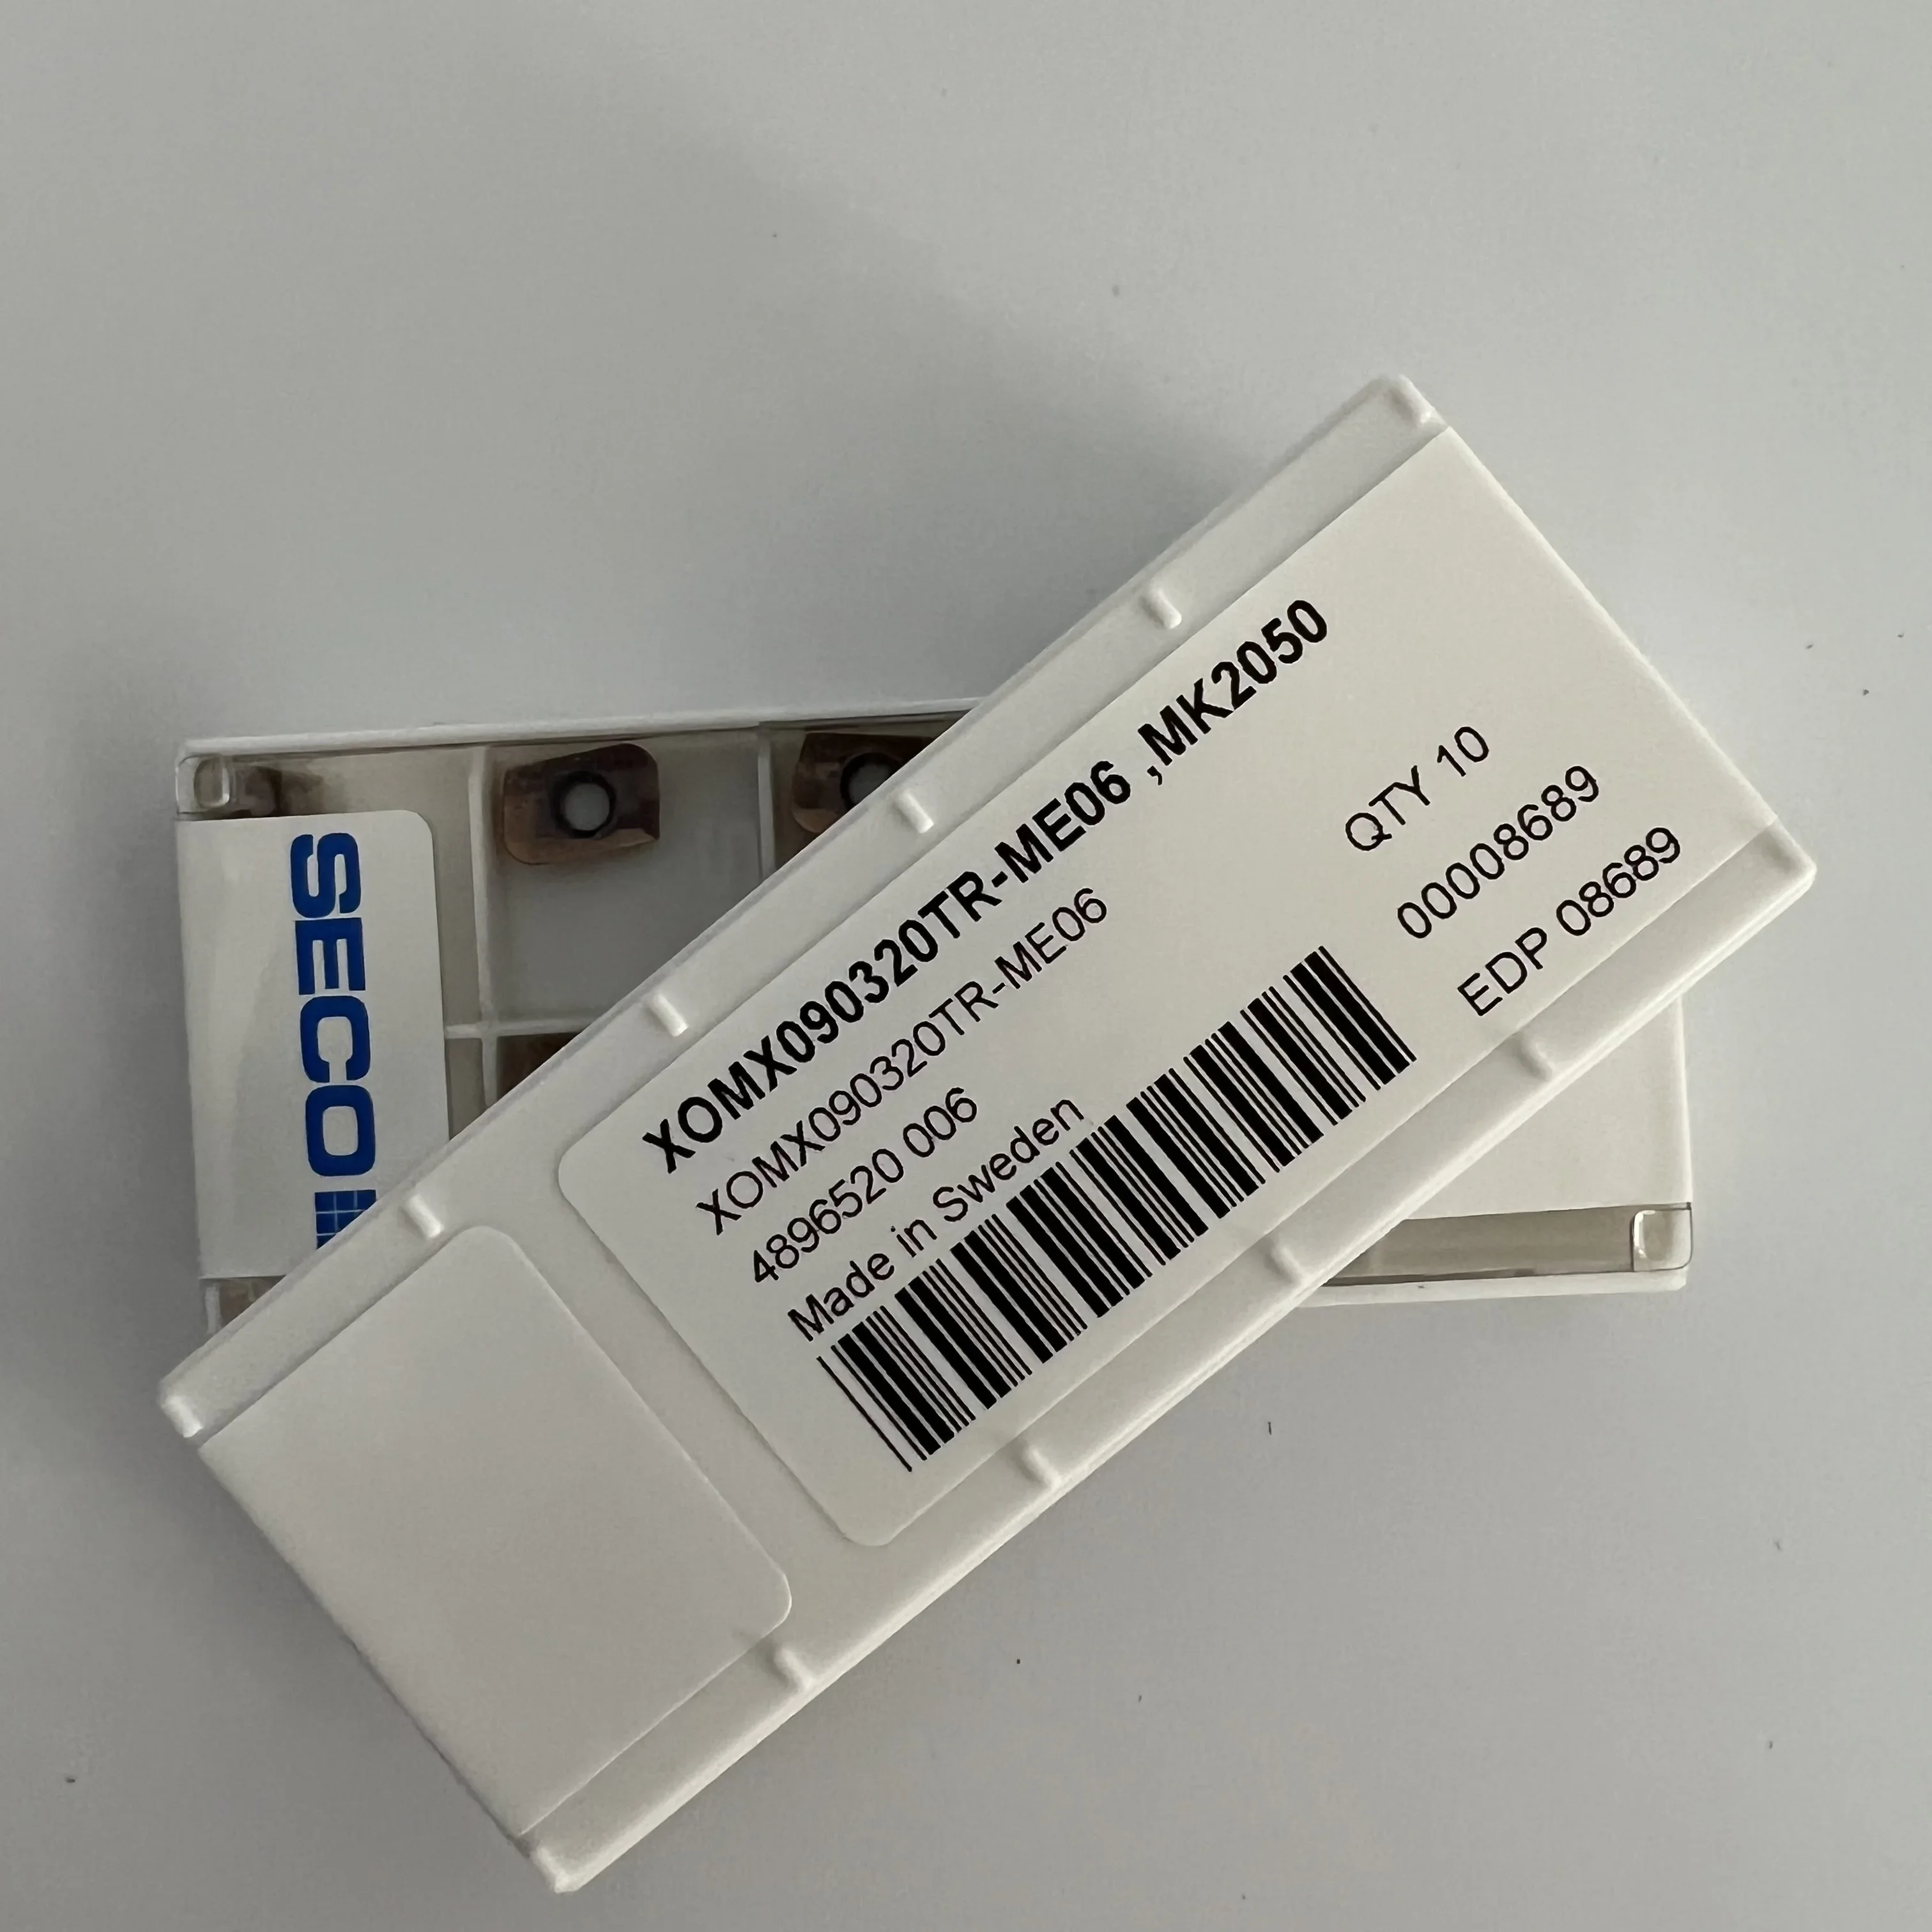 SECO
XOMX090320TR-ME06 ,MK2050
XOMX090320TR-ME06
4896520 006
Made in Sweden
QTY 10
00008689
EDP 08689